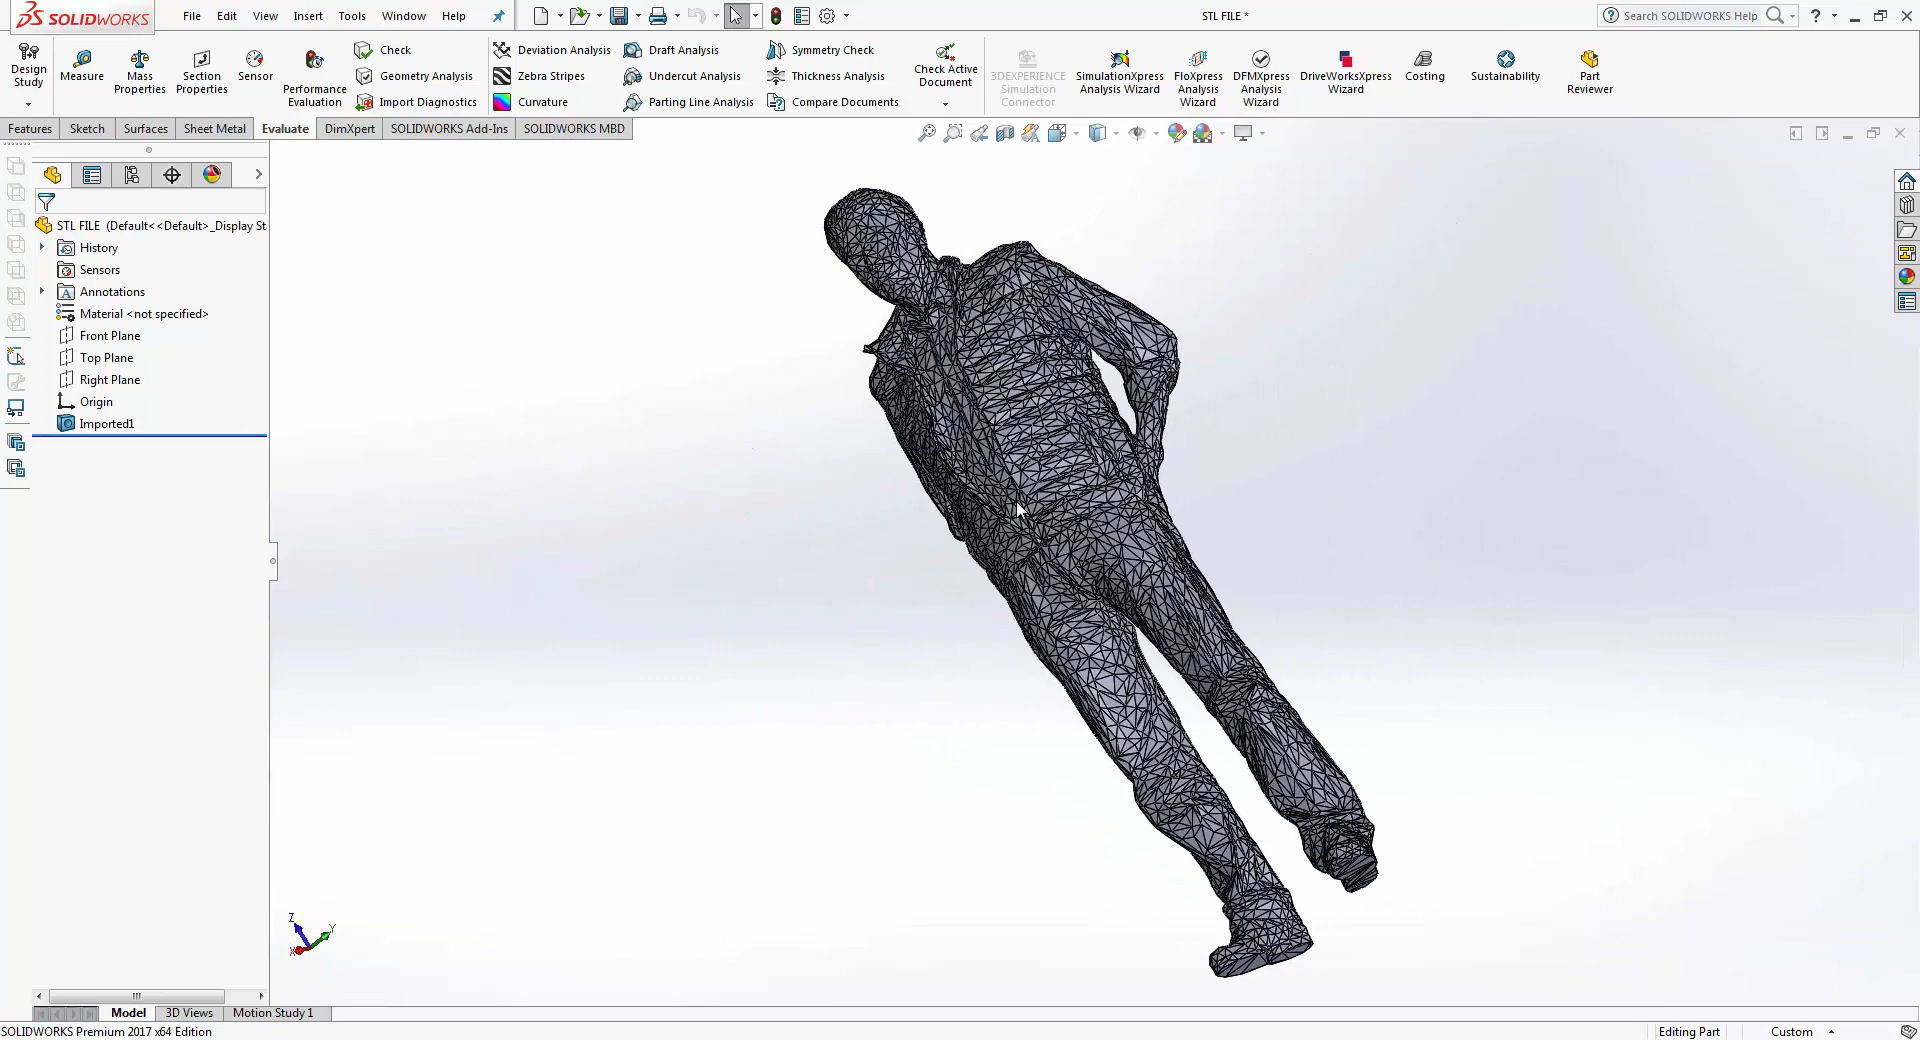 SOLIDWORKS File Edit View Insert Tools Window Help STL FILE * Search SOLIDWORKS Help ?
Design Study
Measure
Mass Properties
Section Properties
Sensor
Performance Evaluation
Check
Geometry Analysis
Import Diagnostics
Deviation Analysis
Zebra Stripes
Curvature
Draft Analysis
Undercut Analysis
Parting Line Analysis
Symmetry Check
Thickness Analysis
Compare Documents
Check Active Document
3DEXPERIENCE Simulation Connector
SimulationXpress Analysis Wizard
FloXpress Analysis Wizard
DFMXpress Analysis Wizard
DriveWorksXpress Wizard
Costing
Sustainability
Part Reviewer
Features Sketch Surfaces Sheet Metal Evaluate DimXpert SOLIDWORKS Add-Ins SOLIDWORKS MBD
STL FILE (Default<<Default>_Display St
History
Sensors
Annotations
Material <not specified>
Front Plane
Top Plane
Right Plane
Origin
Imported1
Z
Y
X
Model 3D Views Motion Study 1
SOLIDWORKS Premium 2017 x64 Edition Editing Part Custom